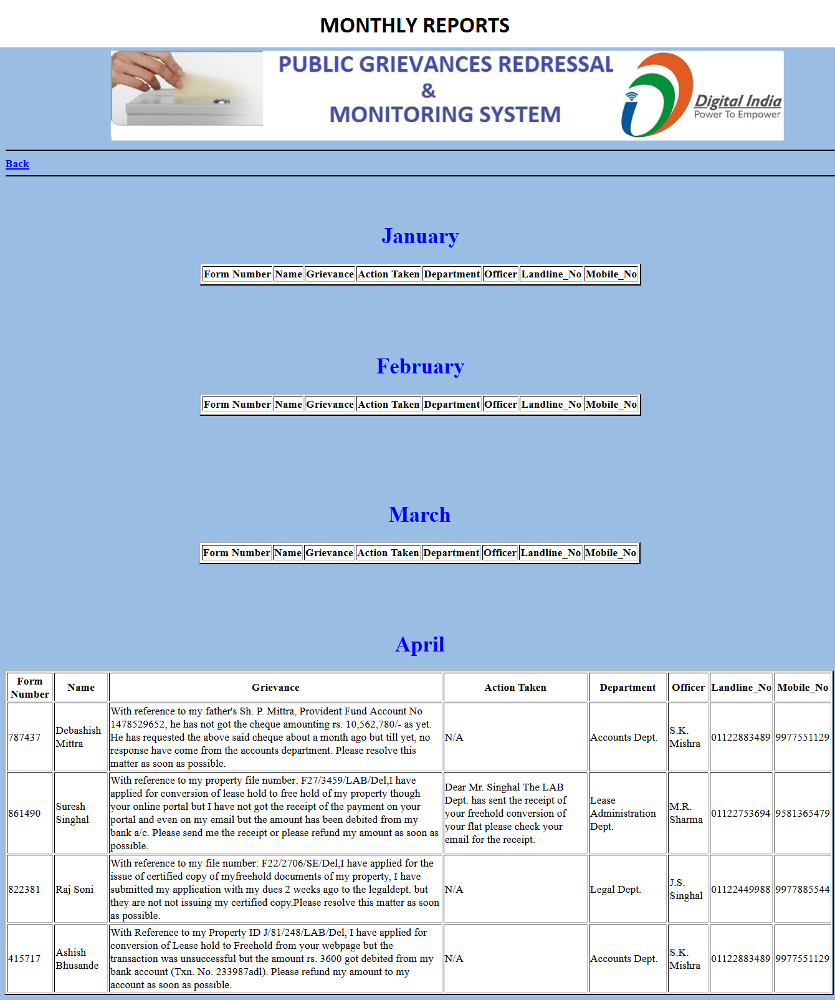 MONTHLY REPORTS
PUBLIC GRIEVANCES REDRESSAL
&
MONITORING SYSTEM
Digital India
Power To Empower
Back
January
Form Number Name Grievance Action Taken Department Officer Landline_No Mobile_No
February
Form Number Name Grievance Action Taken Department Officer Landline_No Mobile_No
March
Form Number Name Grievance Action Taken Department Officer Landline_No Mobile_No
April
Form
Number
Name
Grievance
Action Taken
Department
Officer
Landline_No
Mobile_No
787437
Debashish
Mittra
With reference to my father's Sh. P. Mittra, Provident Fund Account No
1478529652, he has not got the cheque amounting rs. 10,562,780/- as yet.
He has requested the above said cheque about a month ago but till yet, no
response have come from the accounts department. Please resolve this
matter as soon as possible.
N/A
Accounts Dept.
S.K.
Mishra
01122883489
9977551129
861490
Suresh
Singhal
With reference to my property file number: F27/3459/LAB/Del,I have
applied for conversion of lease hold to free hold of my property though
your online portal but I have not got the receipt of the payment on your
portal and even on my email but the amount has been debited from my
bank a/c. Please send me the receipt or please refund my amount as soon as
possible.
Dear Mr. Singhal The LAB
Dept. has sent the receipt of
your freehold conversion of
your flat please check your
email for the receipt.
Lease
Administration
Dept.
M.R.
Sharma
01122753694
9581365479
822381
Raj Soni
With reference to my file number: F22/2706/SE/Del,I have applied for the
issue of certified copy of myfreehold documents of my property, I have
submitted my application with my dues 2 weeks ago to the legaldept. but
they are not not issuing my certified copy.Please resolve this matter as soon
as possible.
N/A
Legal Dept.
J.S.
Singhal
01122449988
9977885544
415717
Ashish
Bhusande
With Reference to my Property ID J/81/248/LAB/Del, I have applied for
conversion of Lease hold to Freehold from your webpage but the
transaction was unsuccessful but the amount rs. 3600 got debited from my
bank account (Txn. No. 233987adl). Please refund my amount to my
account as soon as possible.
N/A
Accounts Dept.
S.K.
Mishra
01122883489
9977551129